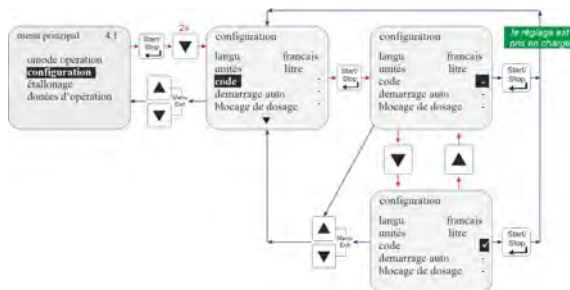 menu principal 4.1
umode operation
configuration
étallonage
donées d'opération
Start/
Stop
2x
Menu
Exit
configuration
langu francais
unités litre
code -
demarrage auto -
blocage de dosage -
Start/
Stop
configuration
langu francais
unités litre
code -
demarrage auto -
blocage de dosage -
Start/
Stop
le réglage est
pris en charge
Menu
Exit
configuration
langu francais
unités litre
code ✓
demarrage auto -
blocage de dosage -
Start/
Stop